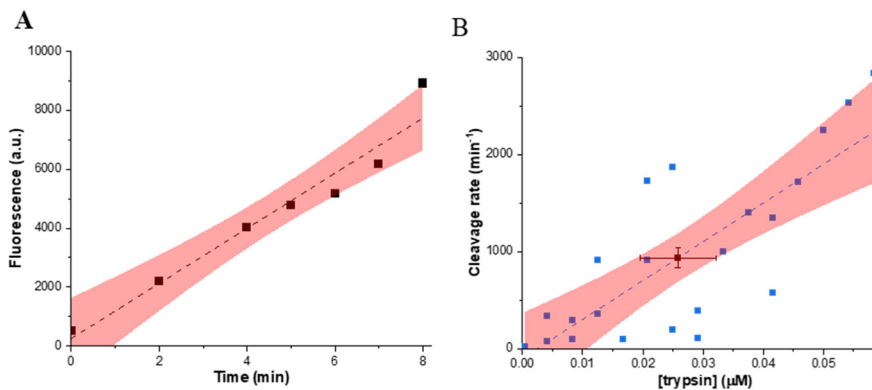 A
B
10000
8000
6000
4000
2000
0
Fluorescence (a.u.)
0 2 4 6 8
Time (min)
3000
2000
1000
0
Cleavage rate (min⁻¹)
0.00 0.01 0.02 0.03 0.04 0.05
[trypsin] (µM)